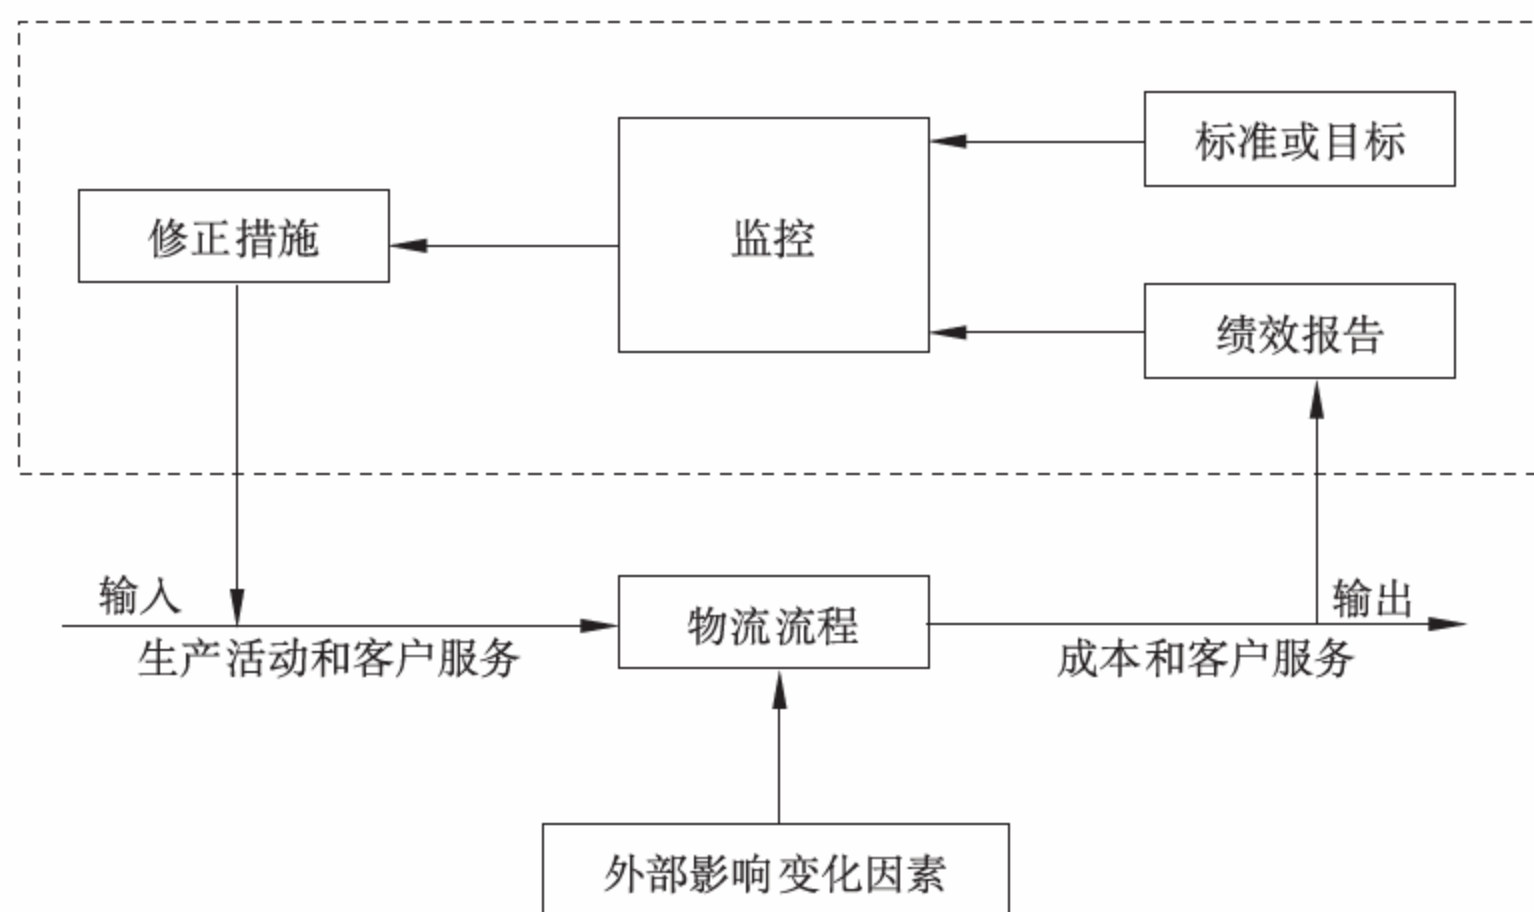 标准或目标
监控
修正措施
绩效报告
输入
输出
物流流程
生产活动和客户服务
成本和客户服务
外部影响变化因素